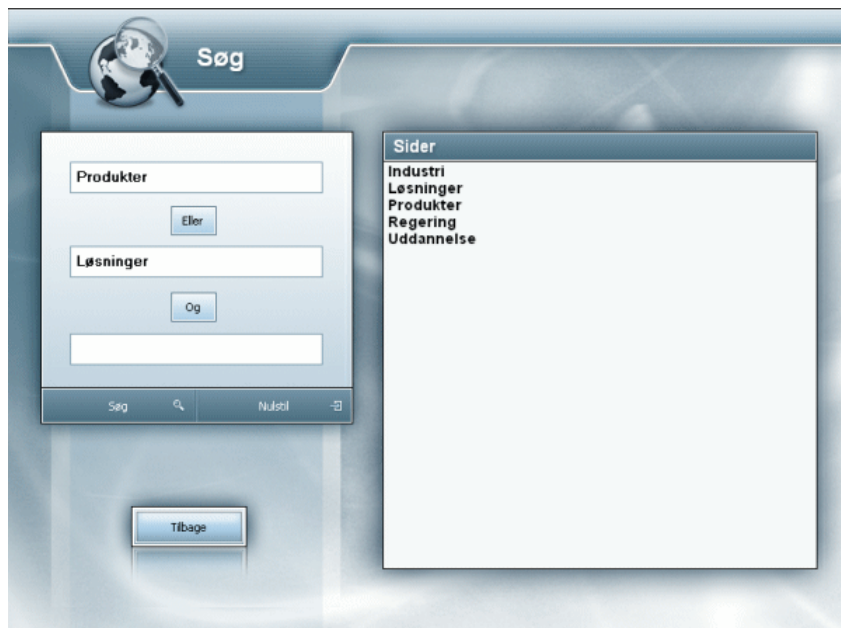 Søg
Produkter
Eller
Løsninger
Og
Søg
Nulstil
Tilbage
Sider
Industri
Løsninger
Produkter
Regering
Uddannelse